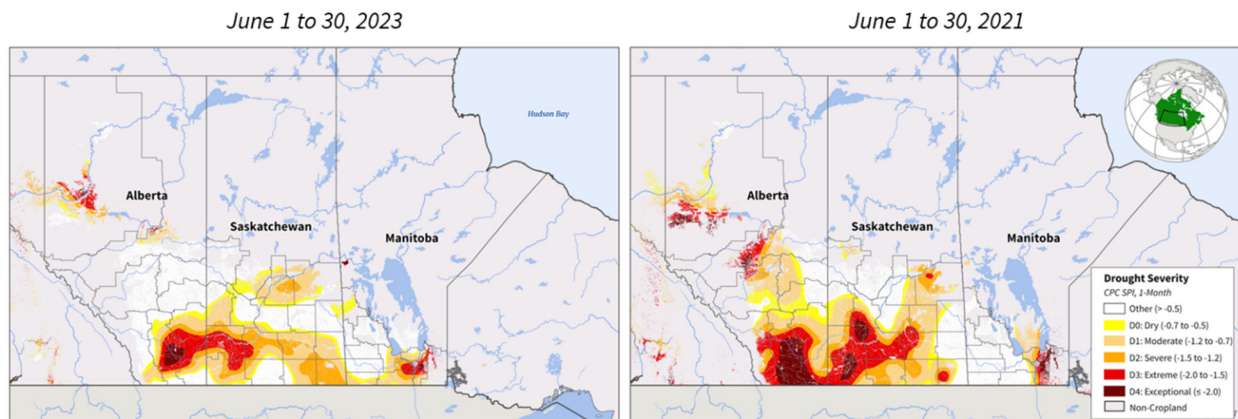 June 1 to 30, 2023
June 1 to 30, 2021
Hudson Bay
Alberta
Saskatchewan
Manitoba
Alberta
Saskatchewan
Manitoba
Drought Severity
CPC SPI, 1-Month
Other (> -0.5)
D0: Dry (-0.7 to -0.5)
D1: Moderate (-1.2 to -0.7)
D2: Severe (-1.5 to -1.2)
D3: Extreme (-2.0 to -1.5)
D4: Exceptional (≤ -2.0)
Non-Cropland